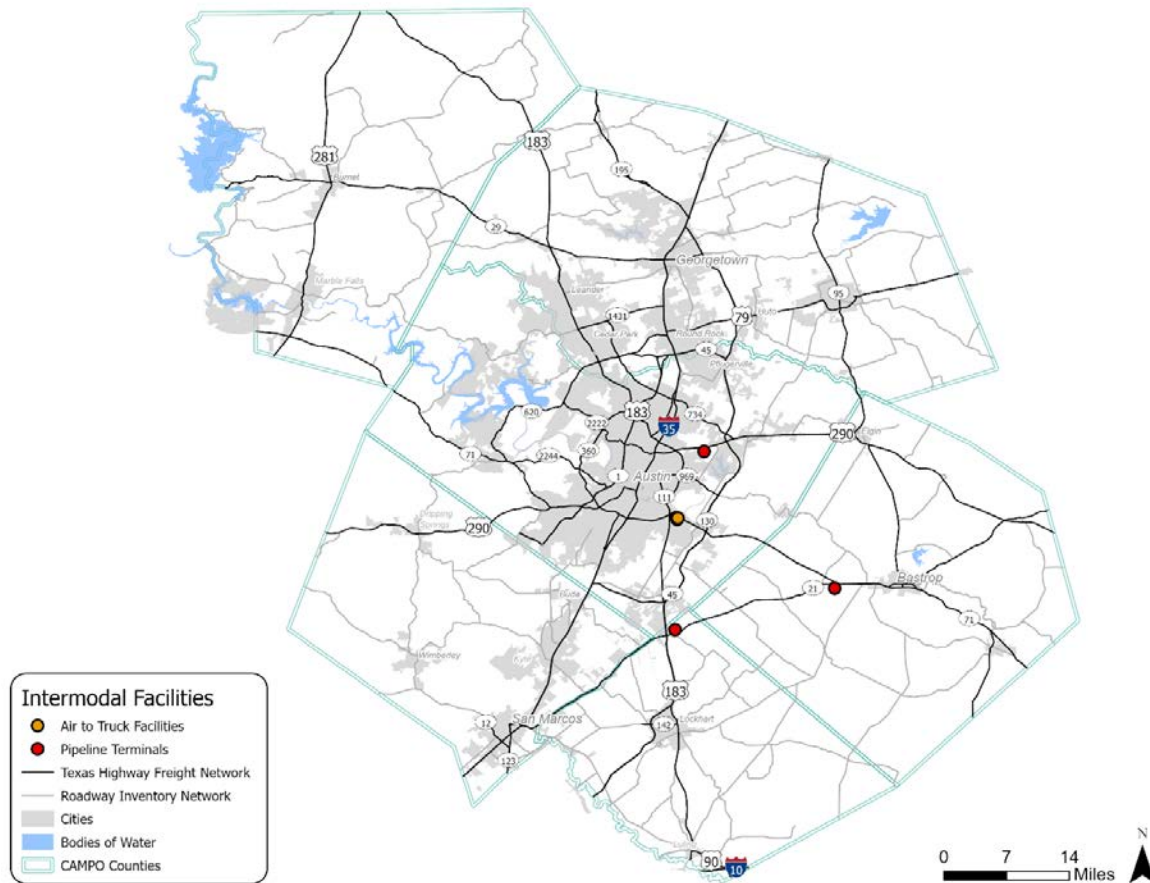 281
183
195
Burnet
29
Georgetown
Marble Falls
Leander
95
1431
79
Hutto
Cedar Park
Round Rock
45
Pflugerville
620
183
734
2222
35
290
Elgin
71
2244
360
1
Austin
969
111
130
290
Dripping
Springs
Bastrop
21
45
Buda
71
Wimberley
Kyle
183
San Marcos
12
142
Lockhart
123
Luling
90
10
Intermodal Facilities
Air to Truck Facilities
Pipeline Terminals
Texas Highway Freight Network
Roadway Inventory Network
Cities
Bodies of Water
CAMPO Counties
N
0 7 14
Miles